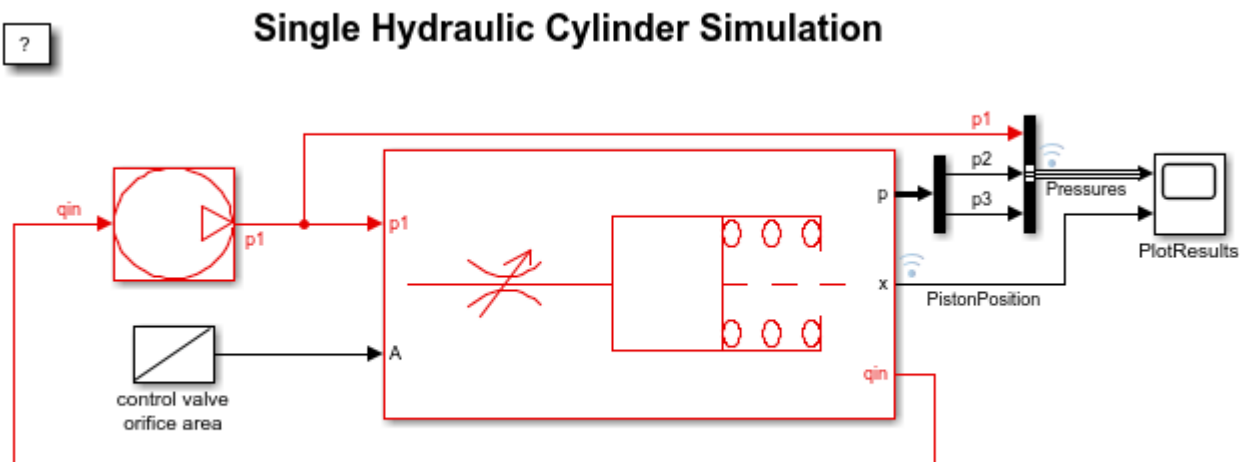 Single Hydraulic Cylinder Simulation
?
p1
qin
p1
p1
p
p2
p3
Pressures
PlotResults
x
PistonPosition
A
control valve
orifice area
qin